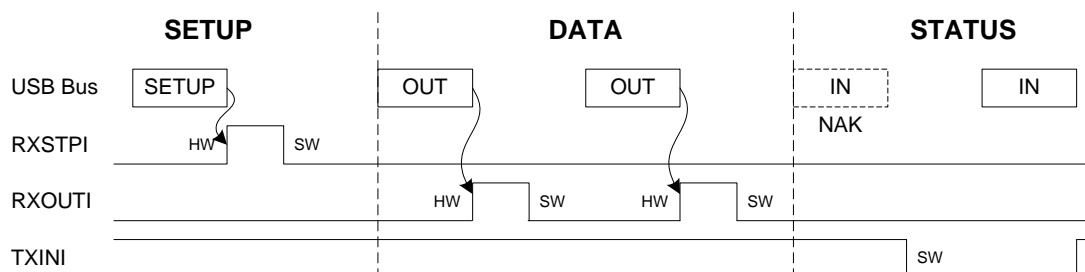 SETUP DATA STATUS
USB Bus SETUP OUT OUT IN IN
NAK
RXSTPI HW SW
RXOUTI HW SW HW SW
TXINI SW